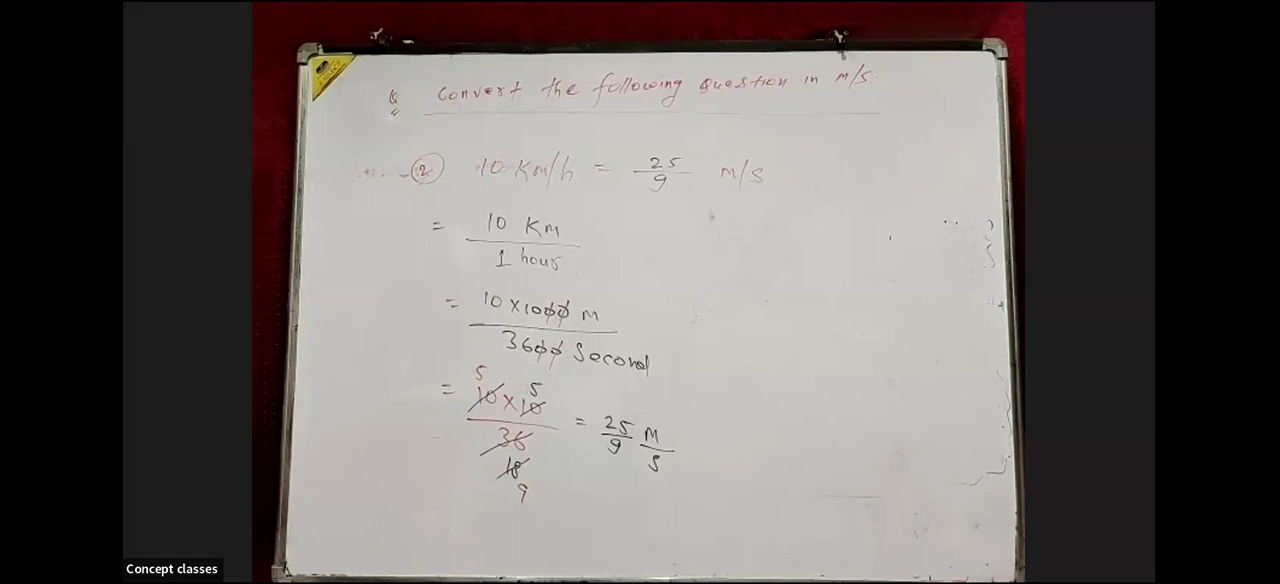 Q Convert the following question in m/s.
(2) 10 Km/h = 25/9 m/s
= 10 Km / 1 hour
= 10 × 1000 M / 3600 Second
5 5
= 10 × 10 / 36 = 25/9 M/S
18
9
Concept classes